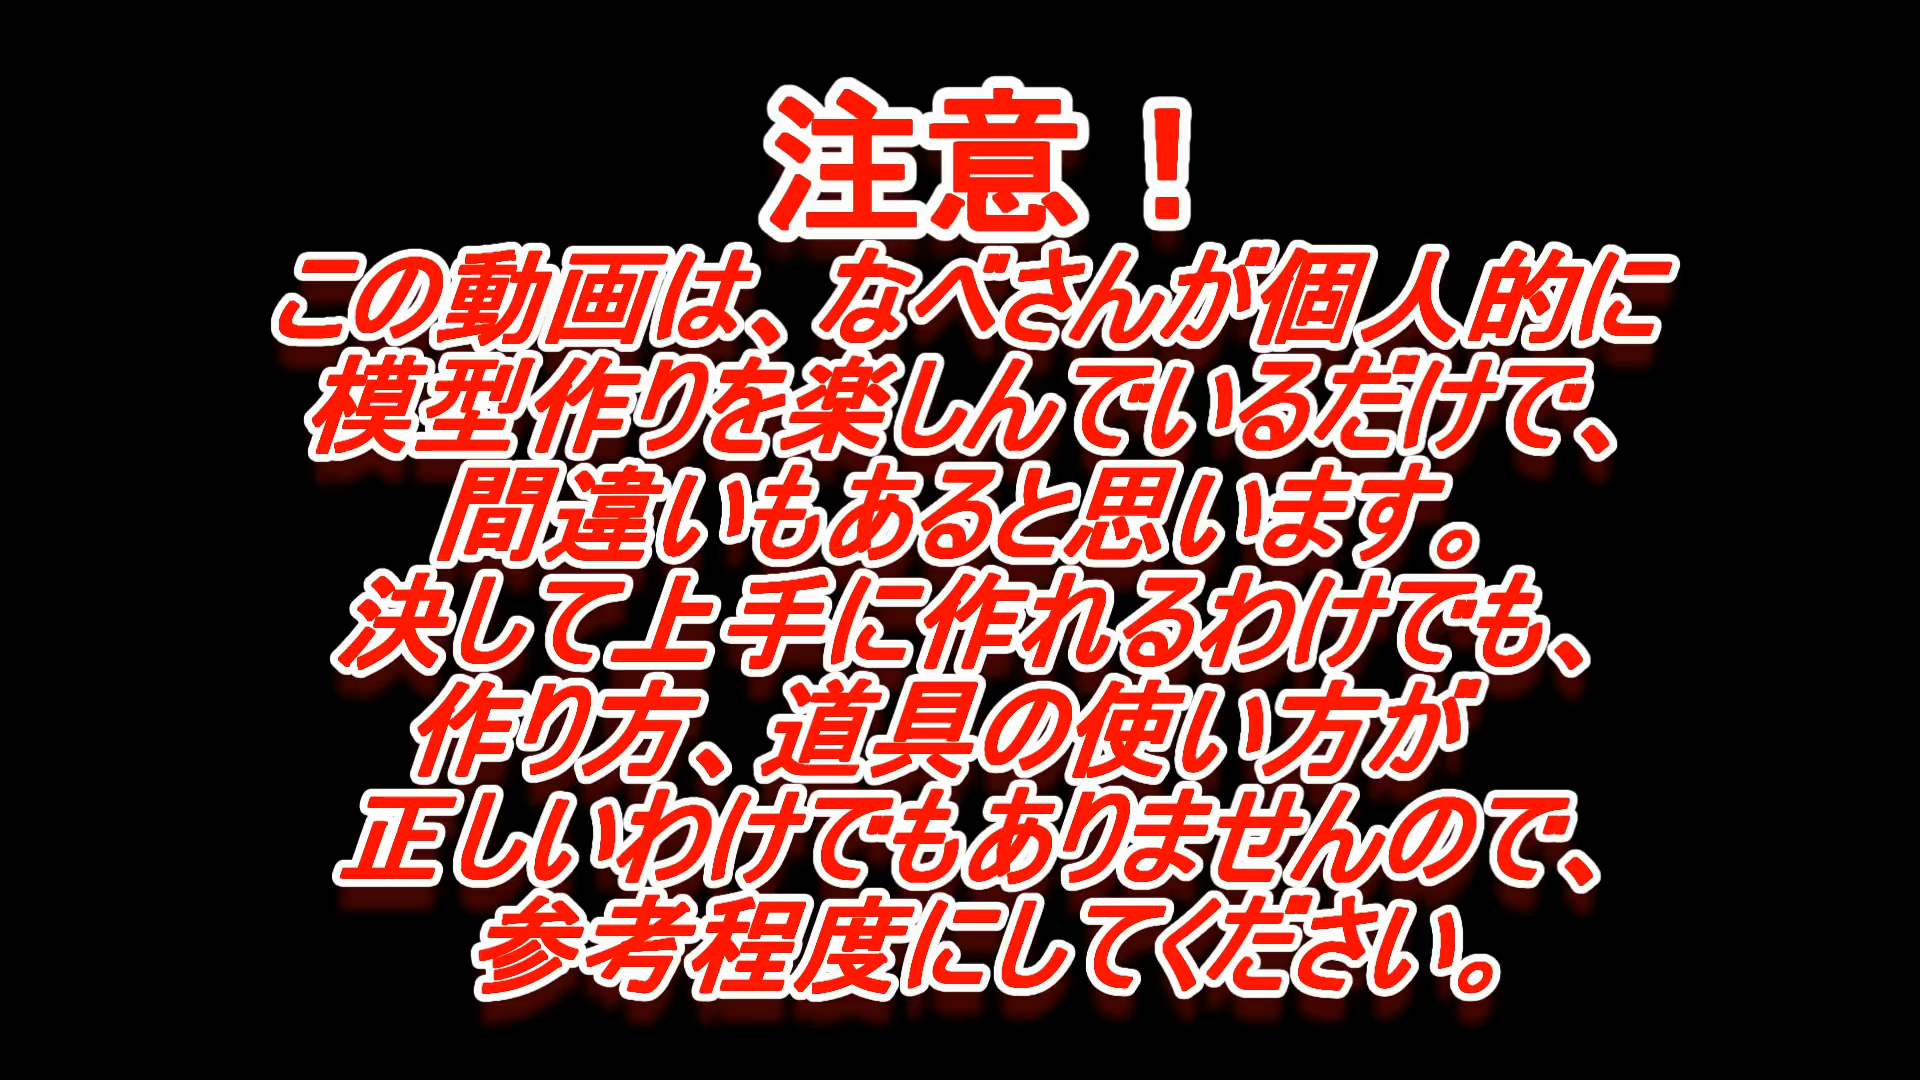 注意！
この動画は、なべさんが個人的に
模型作りを楽しんでいるだけで、
間違いもあると思います。
決して上手に作れるわけでも、
作り方、道具の使い方が
正しいわけでもありませんので、
参考程度にしてください。